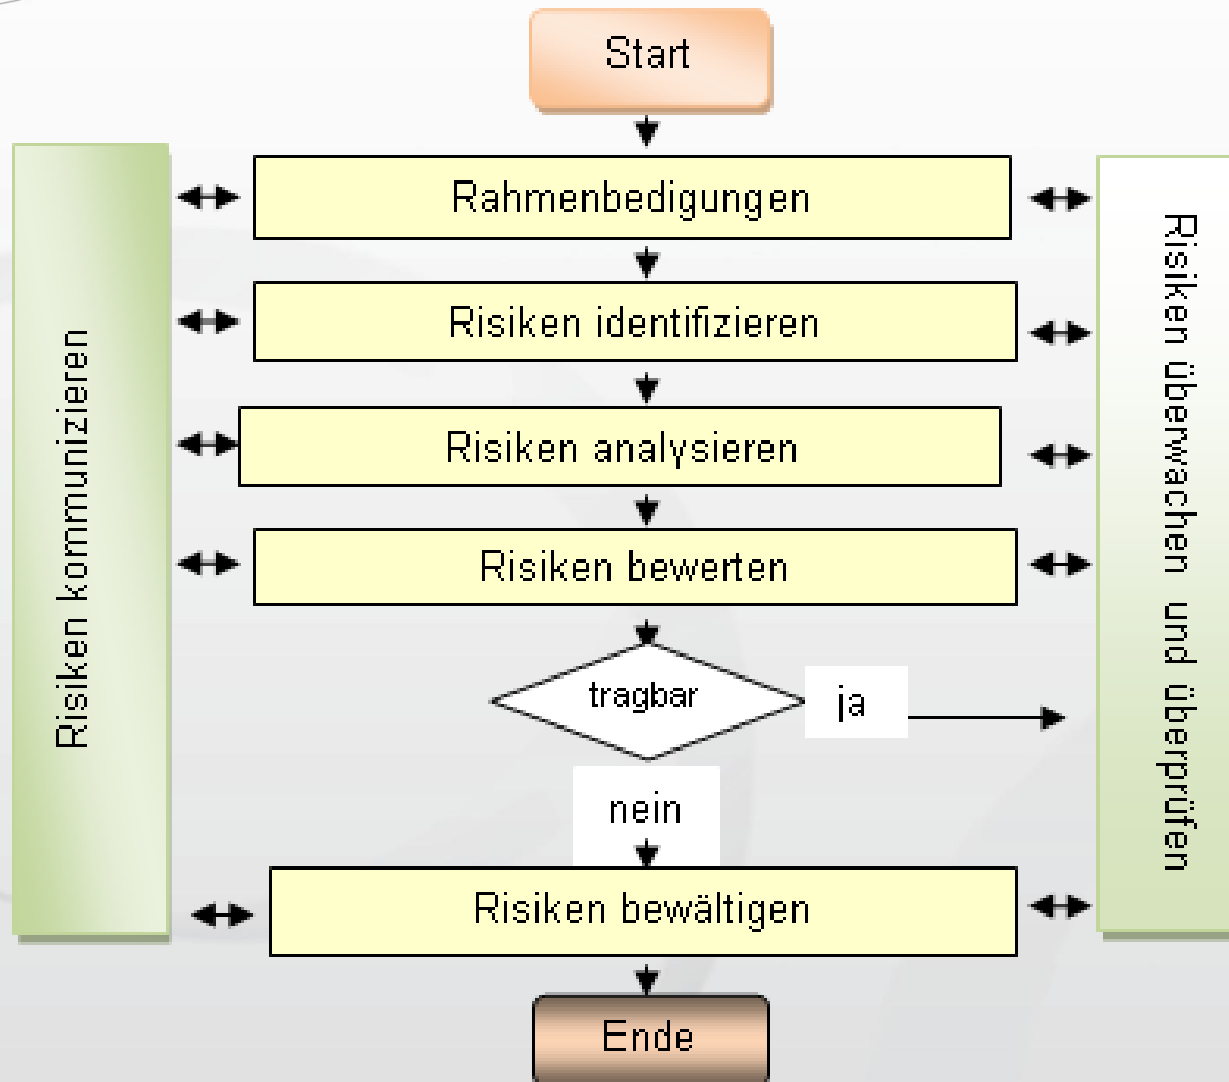 Start
Rahmenbedigungen
Risiken identifizieren
Risiken analysieren
Risiken bewerten
tragbar
ja
nein
Risiken bewältigen
Ende
Risiken kommunizieren
Risiken überwachen und überprüfen